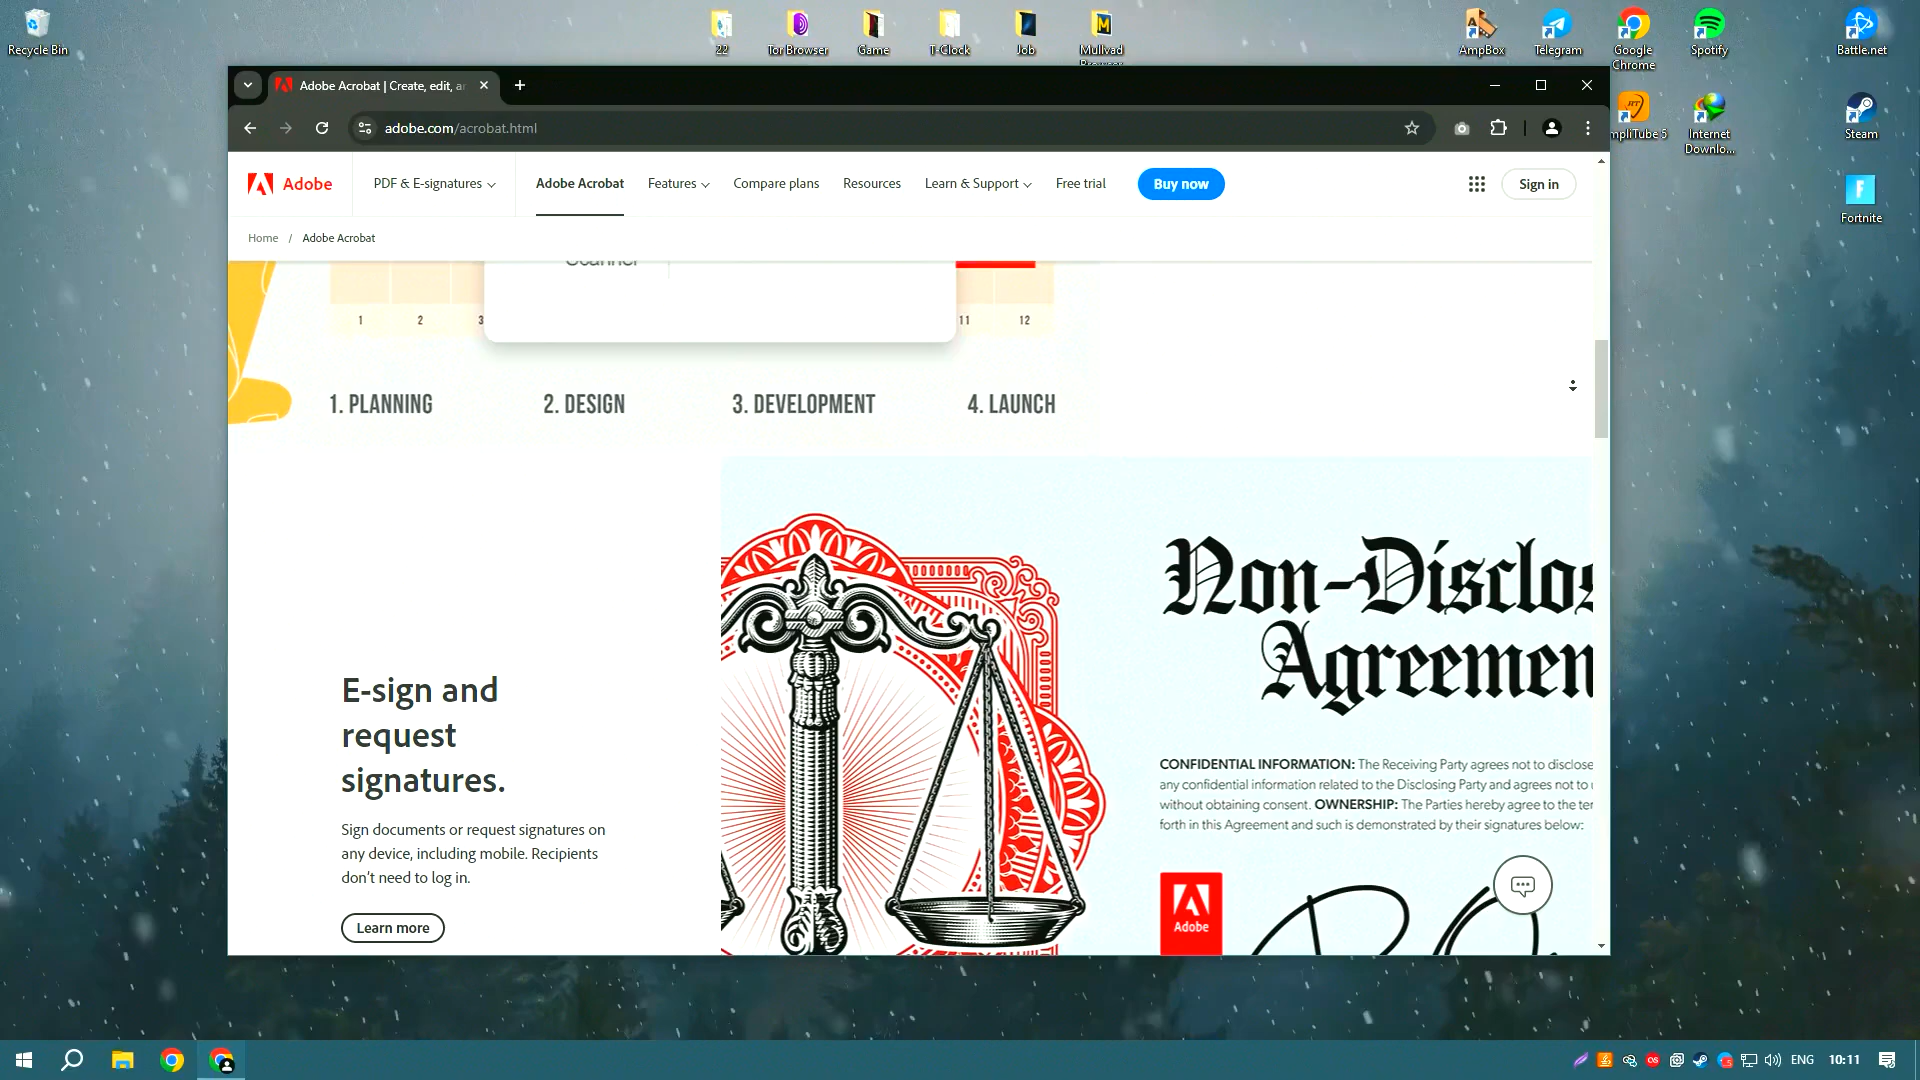 Recycle Bin
22
Tor Browser
Game
T-Clock
Job
Mullvad
Browser
AmpBox
Telegram
Google
Chrome
Spotify
Battle.net
Adobe Acrobat | Create, edit, ar
adobe.com/acrobat.html
mpliTube 5
Internet
Downlo...
Steam
Fortnite
Adobe
PDF & E-signatures
Adobe Acrobat
Features
Compare plans
Resources
Learn & Support
Free trial
Buy now
Sign in
Home / Adobe Acrobat
Scanner
1
2
3
11
12
1. PLANNING
2. DESIGN
3. DEVELOPMENT
4. LAUNCH
Non-Disclos
Agreemen
E-sign and
request
signatures.
CONFIDENTIAL INFORMATION: The Receiving Party agrees not to disclose
any confidential information related to the Disclosing Party and agrees not to
without obtaining consent. OWNERSHIP: The Parties hereby agree to the ter
forth in this Agreement and such is demonstrated by their signatures below:
Sign documents or request signatures on
any device, including mobile. Recipients
don't need to log in.
Adobe
Learn more
ENG
10:11